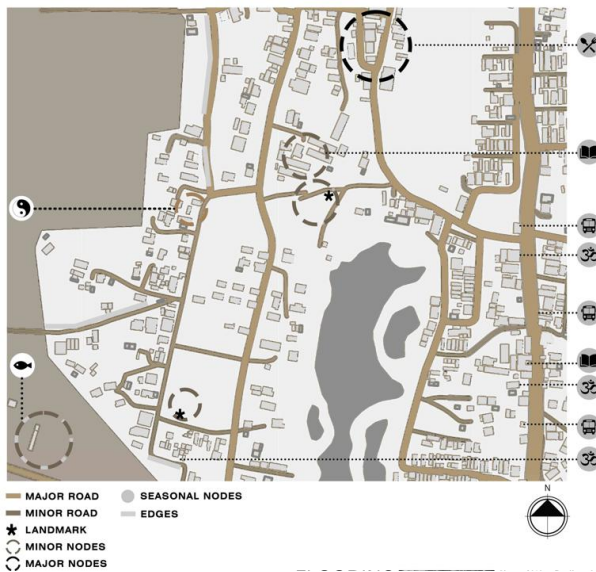 MAJOR ROAD
MINOR ROAD
LANDMARK
MINOR NODES
MAJOR NODES
SEASONAL NODES
EDGES
N